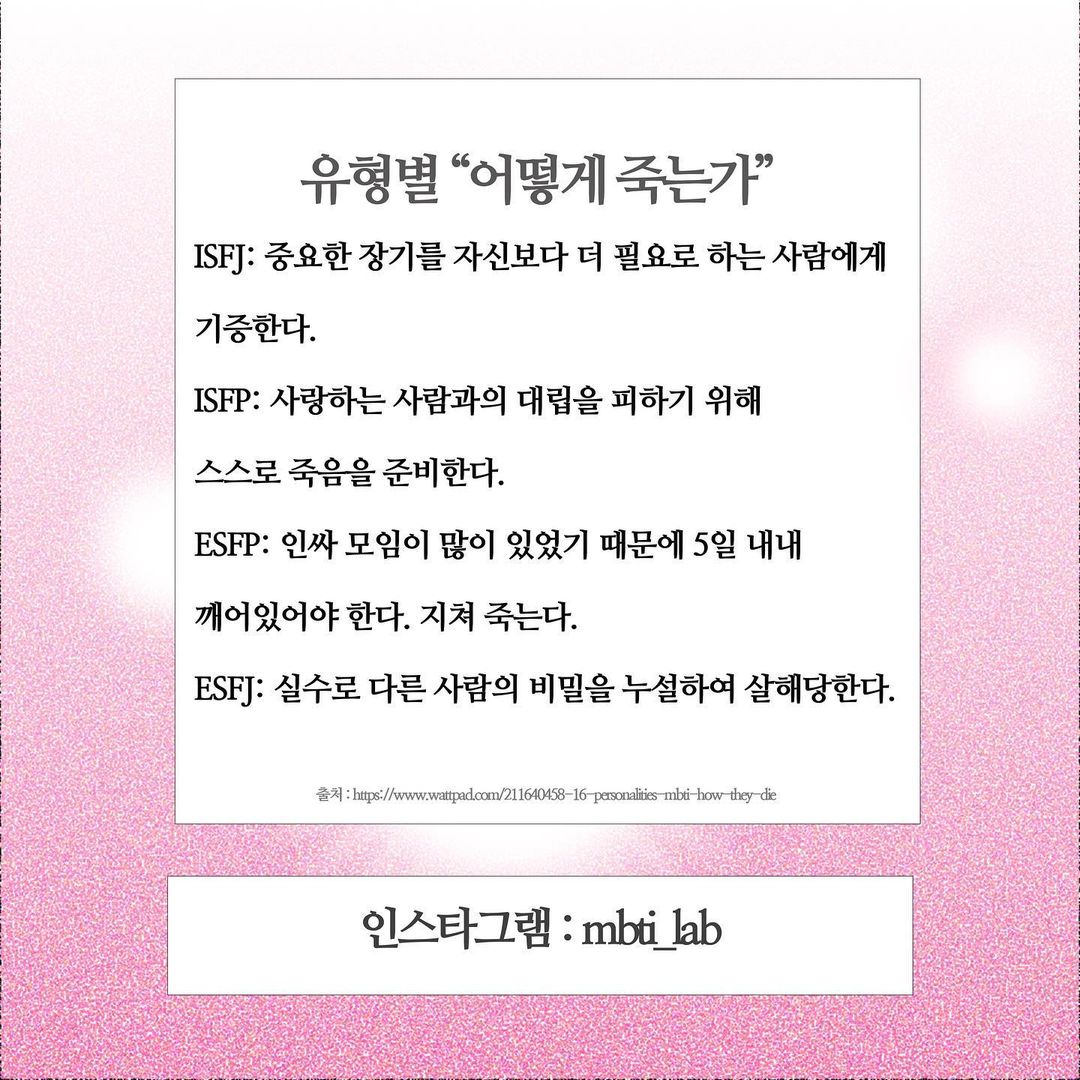 유형별 “어떻게 죽는가”
ISFJ: 중요한 장기를 자신보다 더 필요로 하는 사람에게
기증한다.
ISFP: 사랑하는 사람과의 대립을 피하기 위해
스스로 죽음을 준비한다.
ESFP: 인싸 모임이 많이 있었기 때문에 5일 내내
깨어있어야 한다. 지쳐 죽는다.
ESFJ: 실수로 다른 사람의 비밀을 누설하여 살해당한다.
출처 : https://www.wattpad.com/211640458-16-personalities-mbti-how-they-die
인스타그램 : mbti_lab